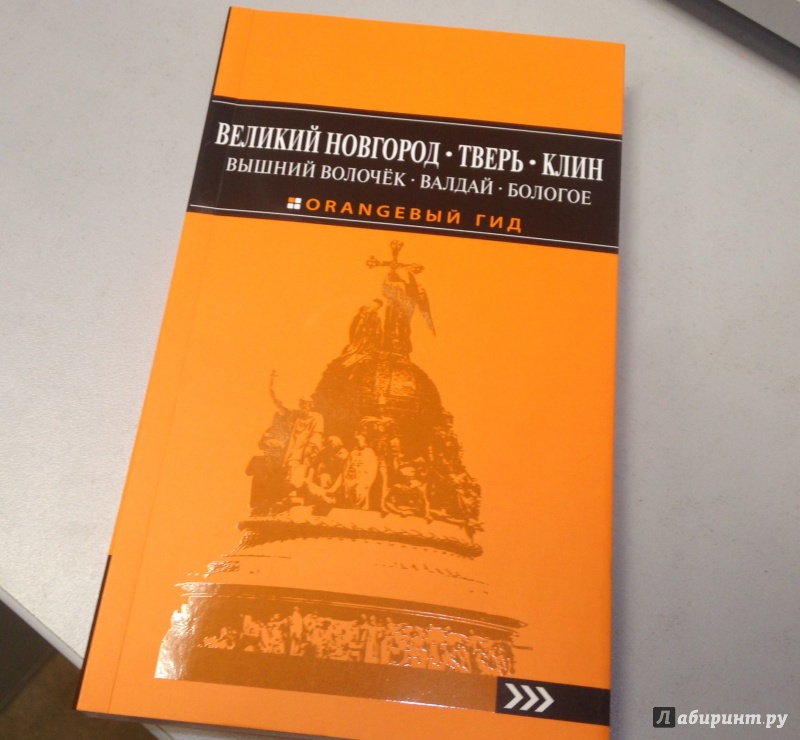 ВЕЛИКИЙ НОВГОРОД · ТВЕРЬ · КЛИН
ВЫШНИЙ ВОЛОЧЁК · ВАЛДАЙ · БОЛОГОЕ
ORANGEВЫЙ ГИД
Лабиринт.ру